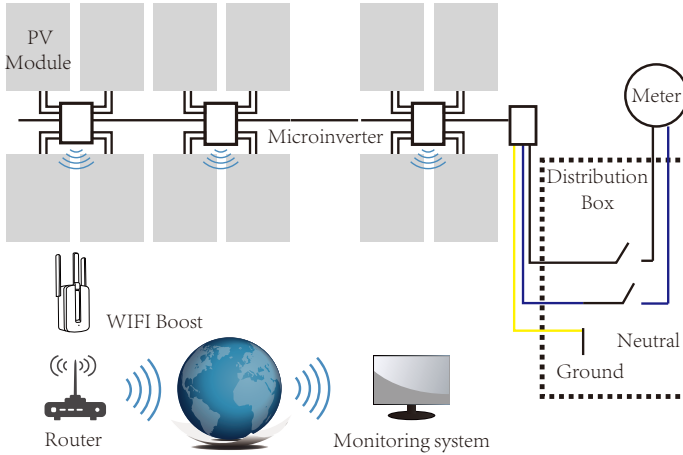 PV
Module
Microinverter
Meter
Distribution
Box
WIFI Boost
Neutral
Ground
Router
Monitoring system